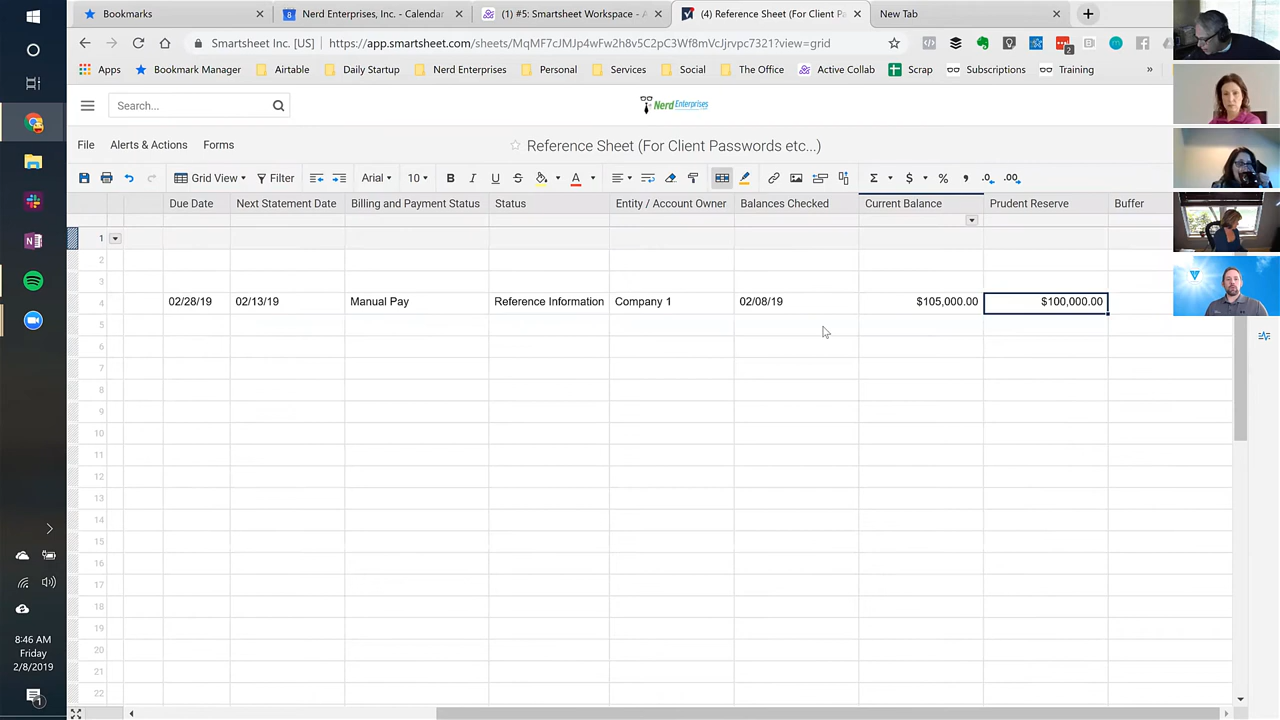 Bookmarks
Nerd Enterprises, Inc. - Calendar
(1) #5: Smartsheet Workspace - A
(4) Reference Sheet (For Client P
New Tab
Smartsheet Inc. [US]
https://app.smartsheet.com/sheets/MqMF7cJMJp4wFw2h8v5C2pC3Wf8mVcJjrvpc7321?view=grid
Apps
Bookmark Manager
Airtable
Daily Startup
Nerd Enterprises
Personal
Services
Social
The Office
Active Collab
Scrap
Subscriptions
Training
»
Search...
Nerd Enterprises
File
Alerts & Actions
Forms
Reference Sheet (For Client Passwords etc...)
Grid View
Filter
Arial
10
B
I
U
S
A
Σ
$
%
,
.0
.00
Due Date
Next Statement Date
Billing and Payment Status
Status
Entity / Account Owner
Balances Checked
Current Balance
Prudent Reserve
Buffer
1
2
3
4
02/28/19
02/13/19
Manual Pay
Reference Information
Company 1
02/08/19
$105,000.00
$100,000.00
5
6
7
8
9
10
11
12
13
14
15
16
17
18
19
20
21
22
8:46 AM
Friday
2/8/2019
1